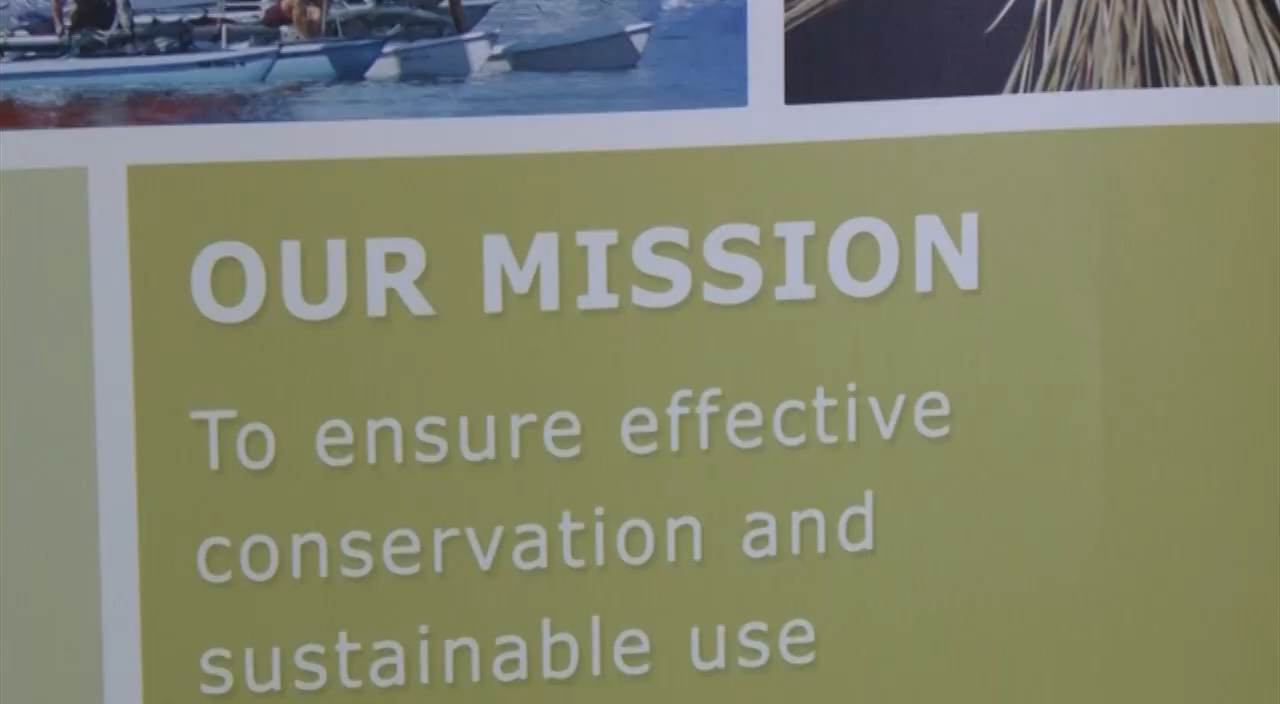 OUR MISSION
To ensure effective
conservation and
sustainable use